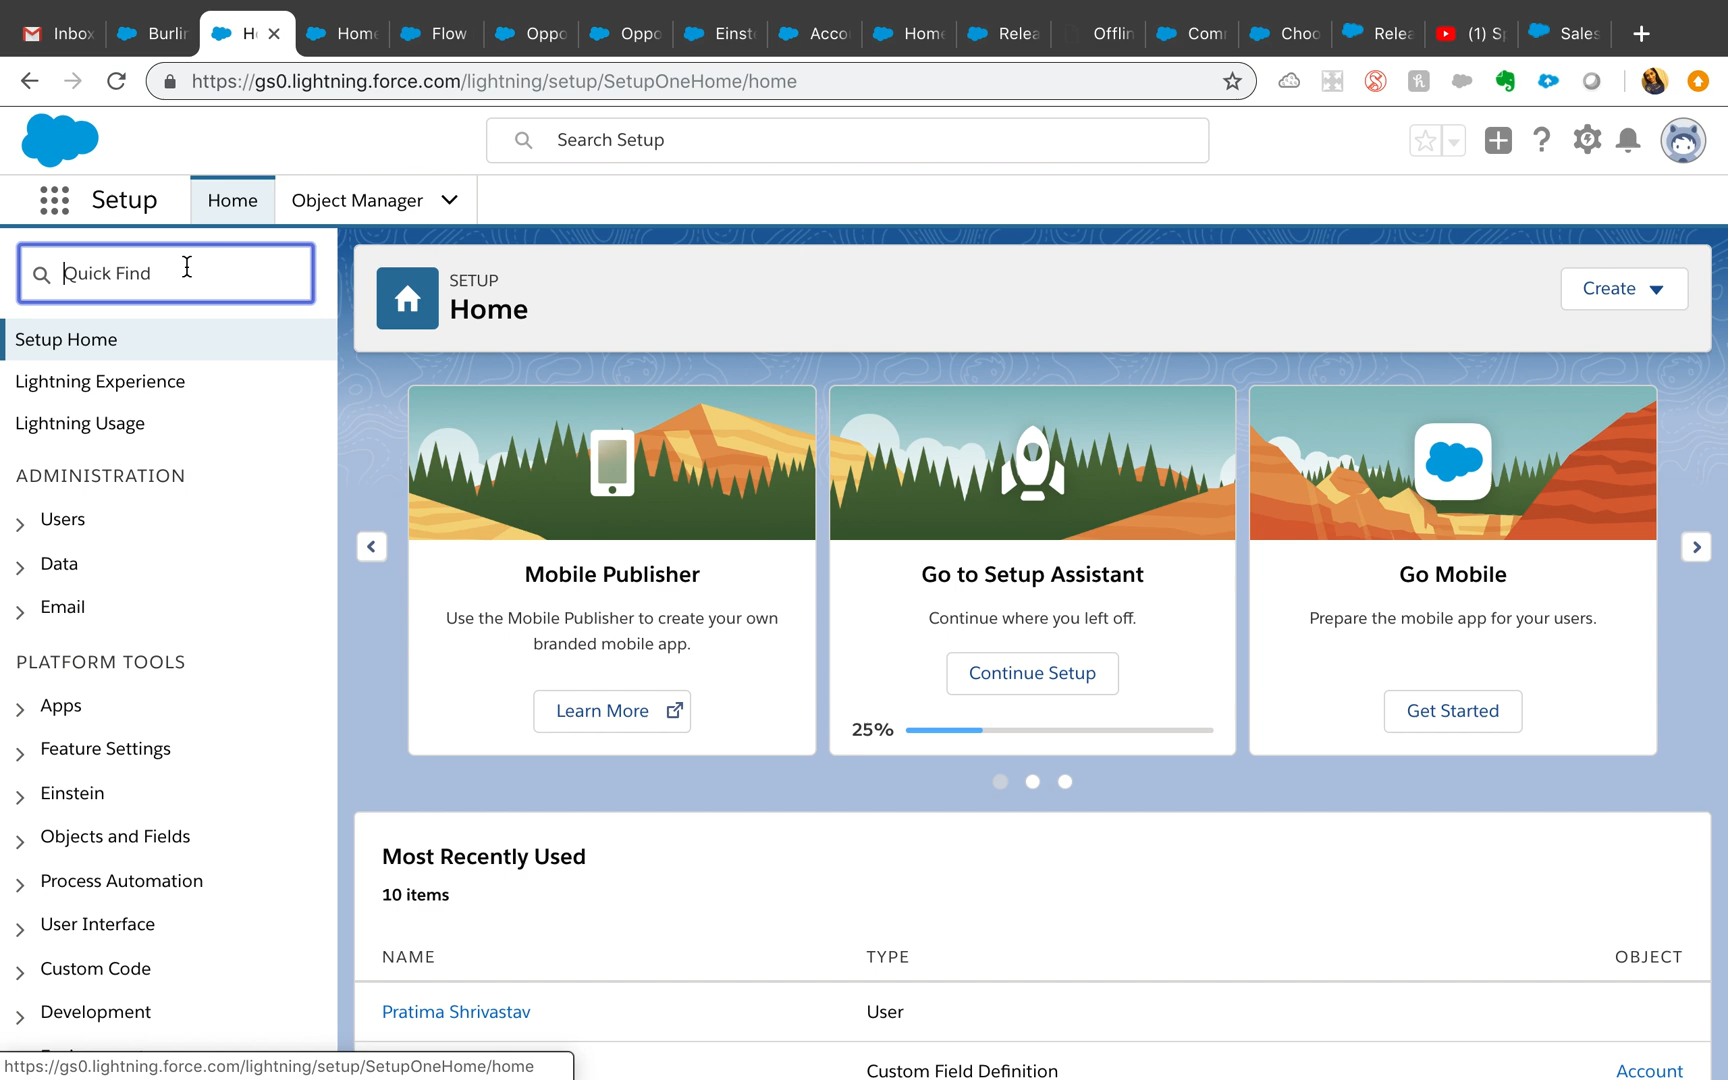 Inbox
Burlin
H
Home
Flow
Oppo
Oppo
Einste
Accou
Home
Relea
Offlin
Comm
Choo
Relea
(1) Sp
Sales
https://gs0.lightning.force.com/lightning/setup/SetupOneHome/home
Search Setup
Setup
Home
Object Manager
Quick Find
Setup Home
Lightning Experience
Lightning Usage
ADMINISTRATION
Users
Data
Email
PLATFORM TOOLS
Apps
Feature Settings
Einstein
Objects and Fields
Process Automation
User Interface
Custom Code
Development
SETUP
Home
Create
Mobile Publisher
Use the Mobile Publisher to create your own
branded mobile app.
Learn More
Go to Setup Assistant
Continue where you left off.
Continue Setup
25%
Go Mobile
Prepare the mobile app for your users.
Get Started
Most Recently Used
10 items
NAME TYPE OBJECT
Pratima Shrivastav User
Custom Field Definition Account
https://gs0.lightning.force.com/lightning/setup/SetupOneHome/home